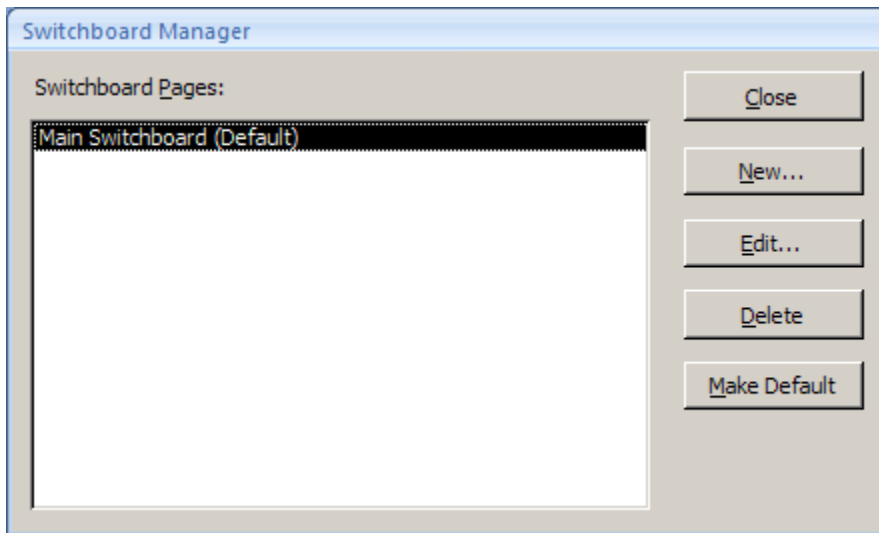 Switchboard Manager
Switchboard Pages:
Main Switchboard (Default)
Close
New...
Edit...
Delete
Make Default